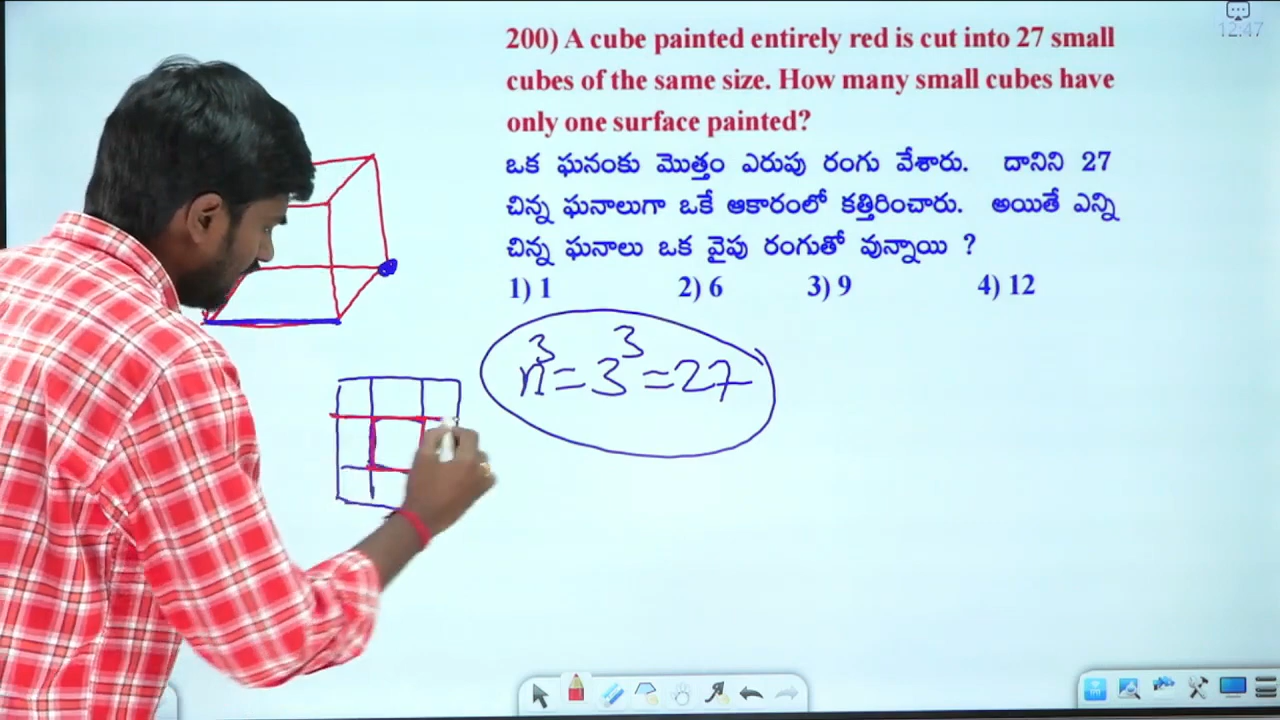 12:47
200) A cube painted entirely red is cut into 27 small
cubes of the same size. How many small cubes have
only one surface painted?
ఒక ఘనంకు మొత్తం ఎరుపు రంగు వేశారు. దానిని 27
చిన్న ఘనాలుగా ఒకే ఆకారంలో కత్తిరించారు. అయితే ఎన్ని
చిన్న ఘనాలు ఒక వైపు రంగుతో వున్నాయి ?
1) 1 2) 6 3) 9 4) 12
n³=3³=27